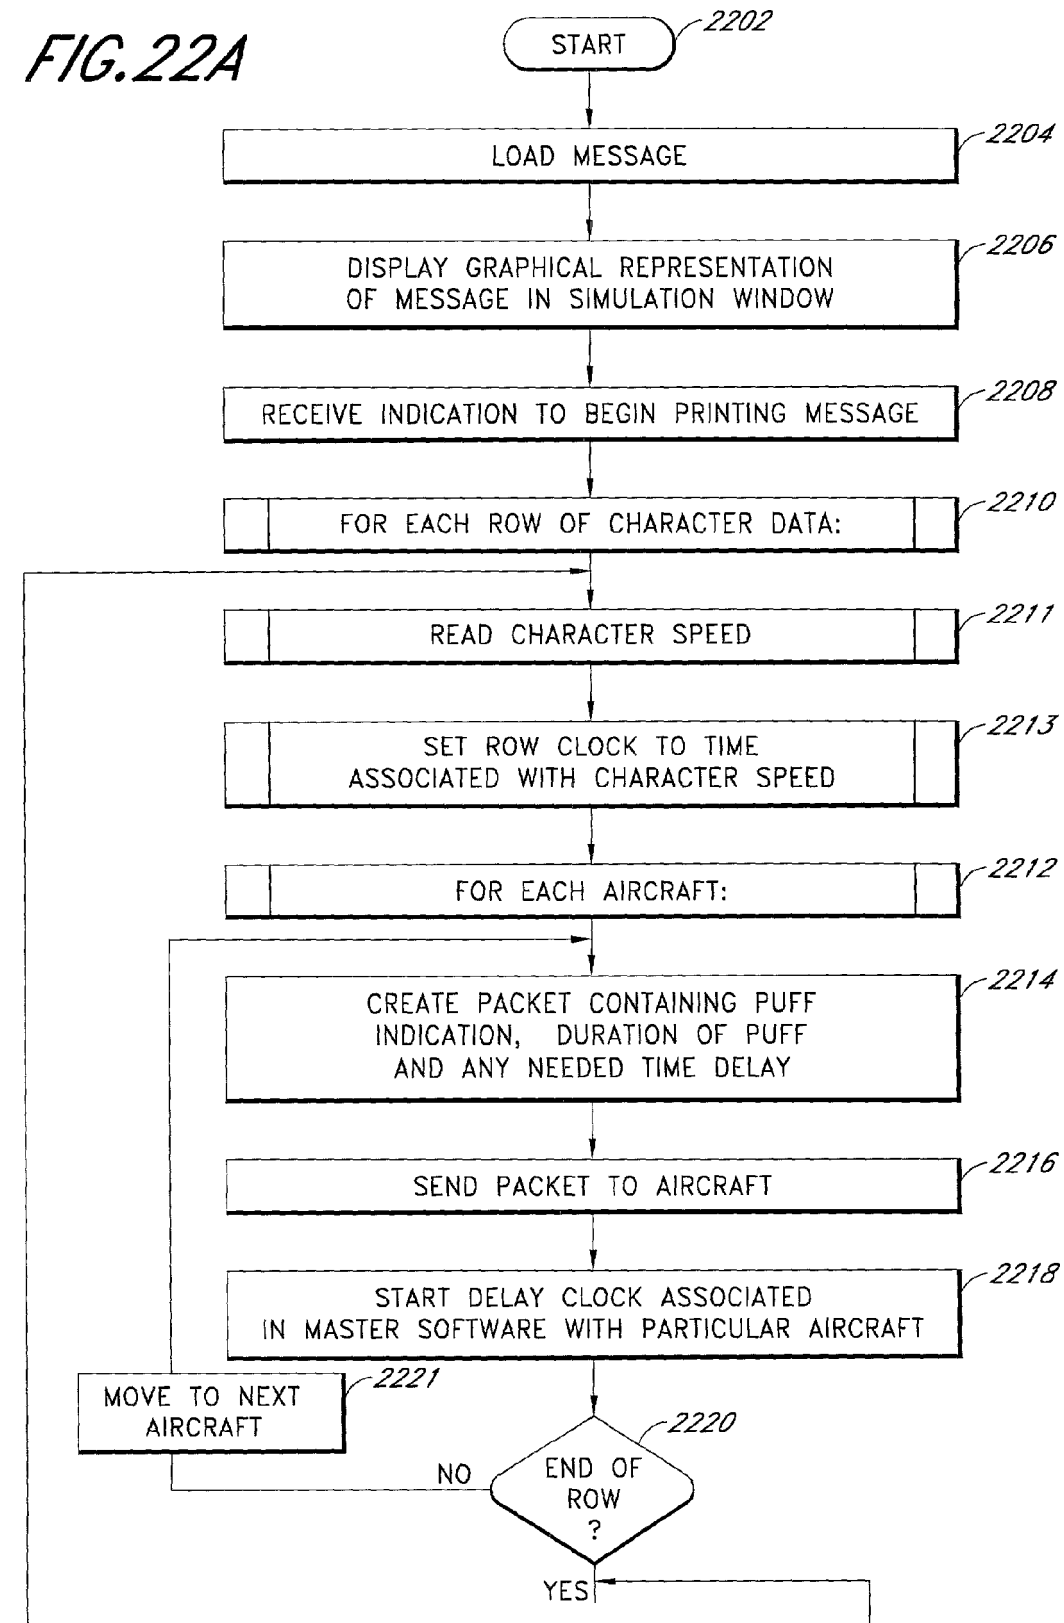 FIG.22A
START
2202
LOAD MESSAGE
2204
DISPLAY GRAPHICAL REPRESENTATION
OF MESSAGE IN SIMULATION WINDOW
2206
RECEIVE INDICATION TO BEGIN PRINTING MESSAGE
2208
FOR EACH ROW OF CHARACTER DATA:
2210
READ CHARACTER SPEED
2211
SET ROW CLOCK TO TIME
ASSOCIATED WITH CHARACTER SPEED
2213
FOR EACH AIRCRAFT:
2212
CREATE PACKET CONTAINING PUFF
INDICATION, DURATION OF PUFF
AND ANY NEEDED TIME DELAY
2214
SEND PACKET TO AIRCRAFT
2216
START DELAY CLOCK ASSOCIATED
IN MASTER SOFTWARE WITH PARTICULAR AIRCRAFT
2218
MOVE TO NEXT
AIRCRAFT
2221
END OF
ROW
?
2220
NO
YES